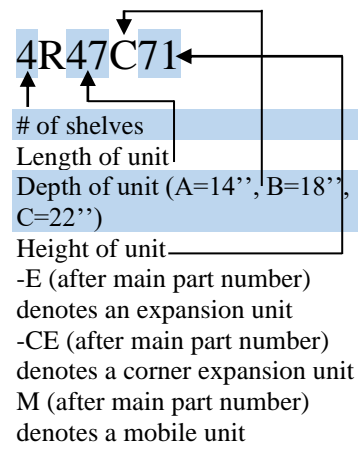 4R47C71
# of shelves
Length of unit
Depth of unit (A=14’’, B=18’’,
C=22’’)
Height of unit
-E (after main part number)
denotes an expansion unit
-CE (after main part number)
denotes a corner expansion unit
M (after main part number)
denotes a mobile unit